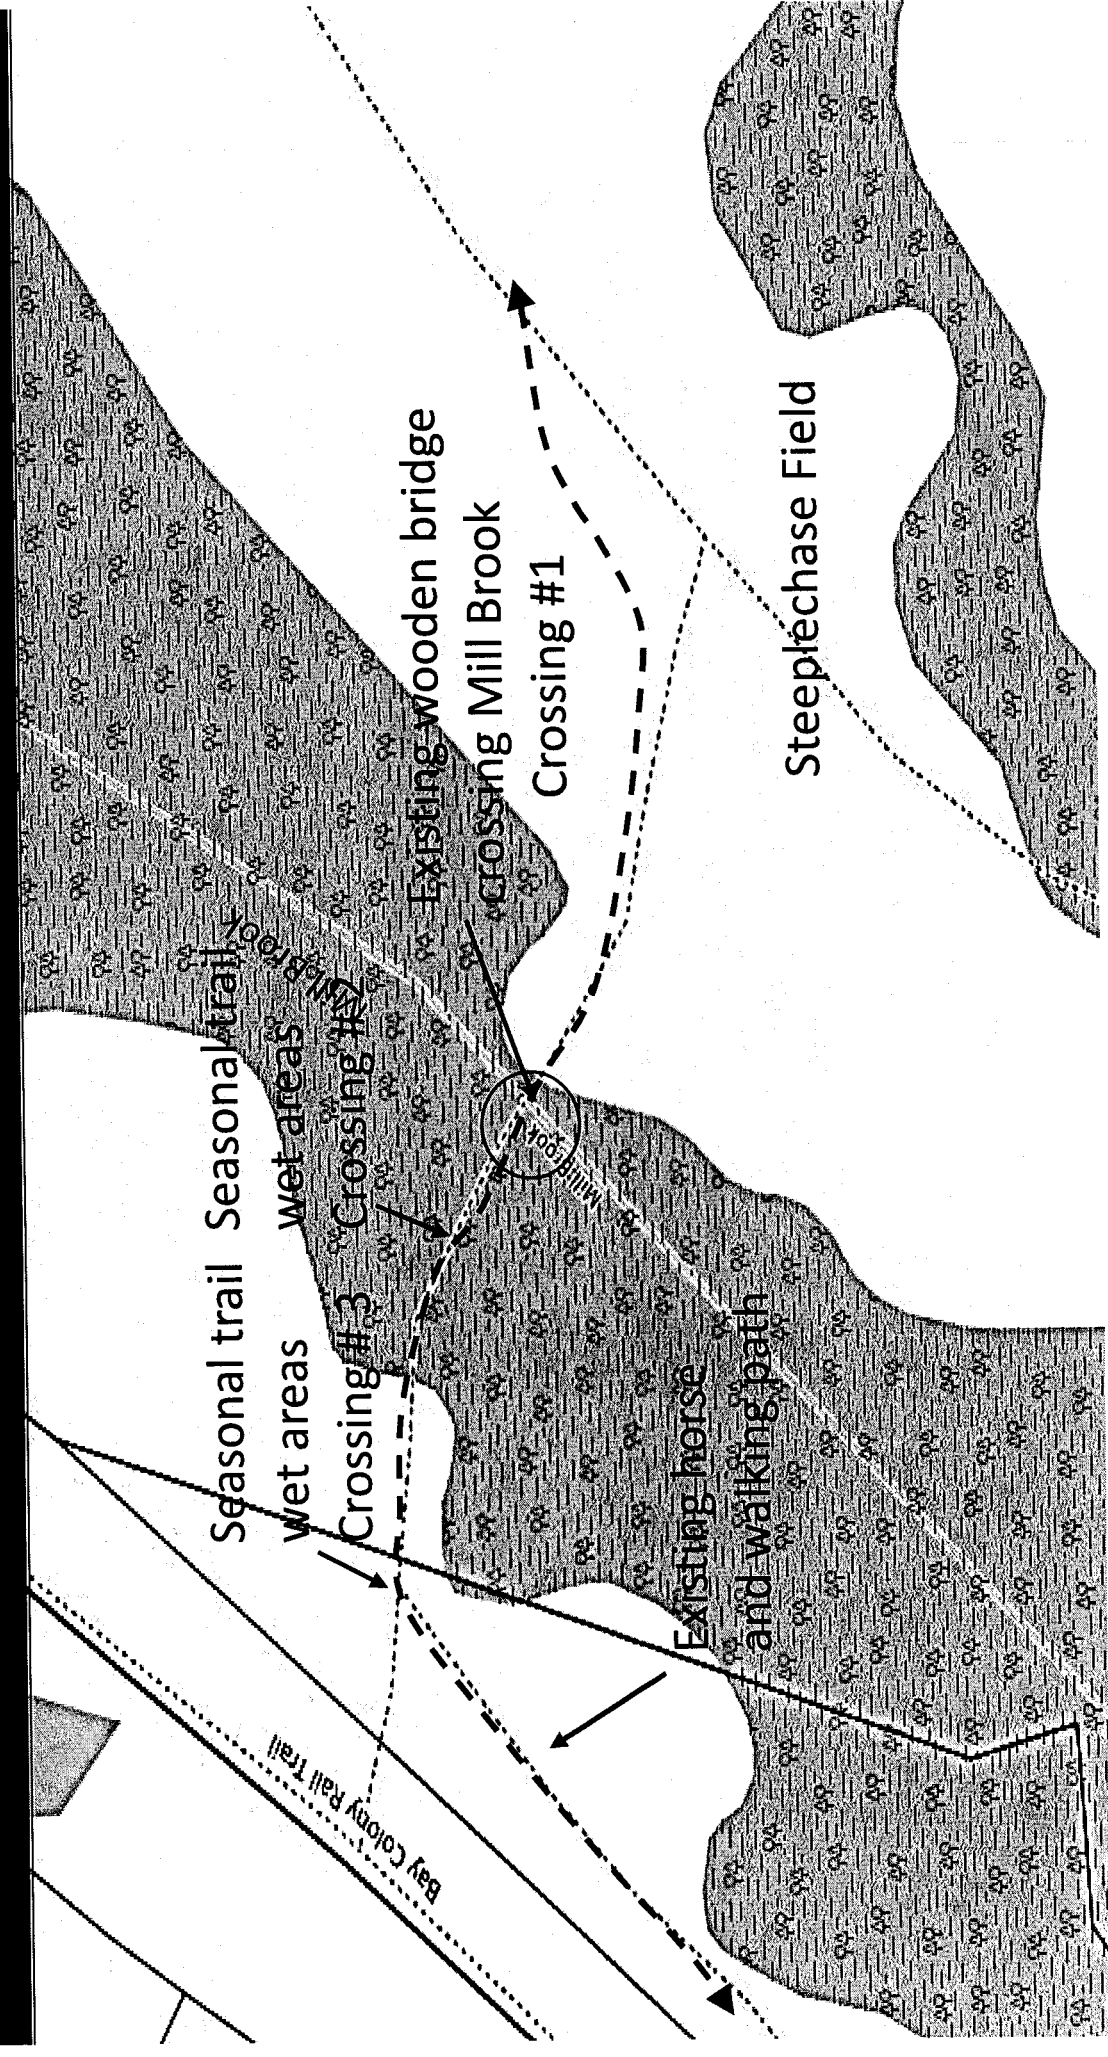 Seasonal trail
wet areas
Crossing# 3
Seasonal trail
wet areas
Crossing #2
Existing wooden bridge
crossing Mill Brook
Crossing #1
Mill Brook
Mill Brook
Steeplechase Field
Existing horse
and walking path
Bay Colony Rail Trail